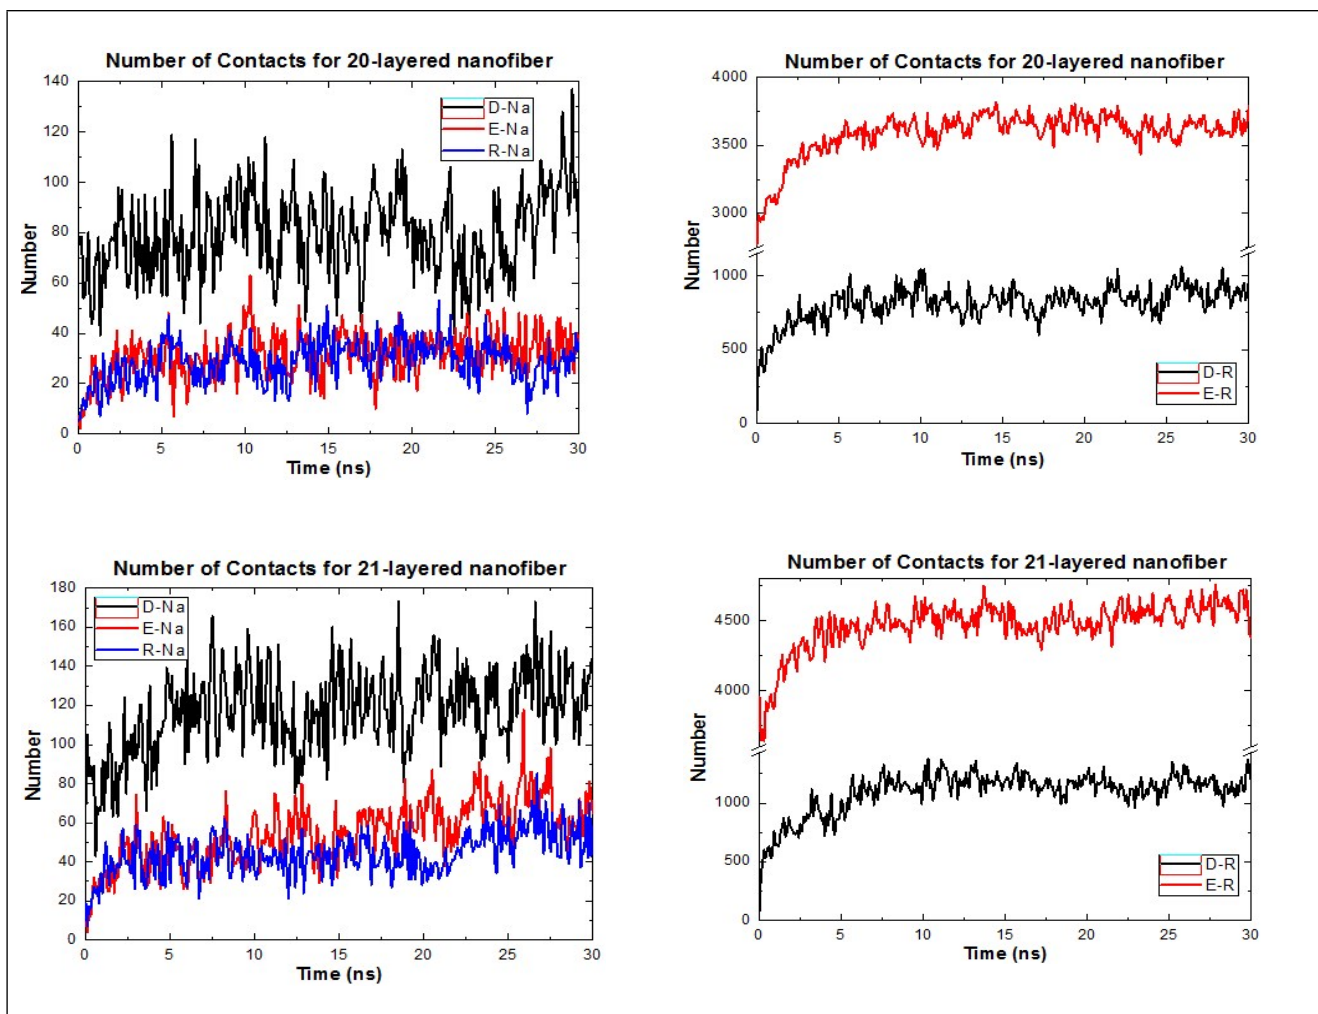 Number of Contacts for 20-layered nanofiber
140
120
100
80
60
40
20
0
Number
D-Na
E-Na
R-Na
0 5 10 15 20 25 30
Time (ns)
Number of Contacts for 20-layered nanofiber
4000
3500
3000
1000
500
0
Number
D-R
E-R
0 5 10 15 20 25 30
Time (ns)
Number of Contacts for 21-layered nanofiber
180
160
140
120
100
80
60
40
20
0
Number
D-Na
E-Na
R-Na
0 5 10 15 20 25 30
Time (ns)
Number of Contacts for 21-layered nanofiber
4500
4000
1000
500
0
Number
D-R
E-R
0 5 10 15 20 25 30
Time (ns)